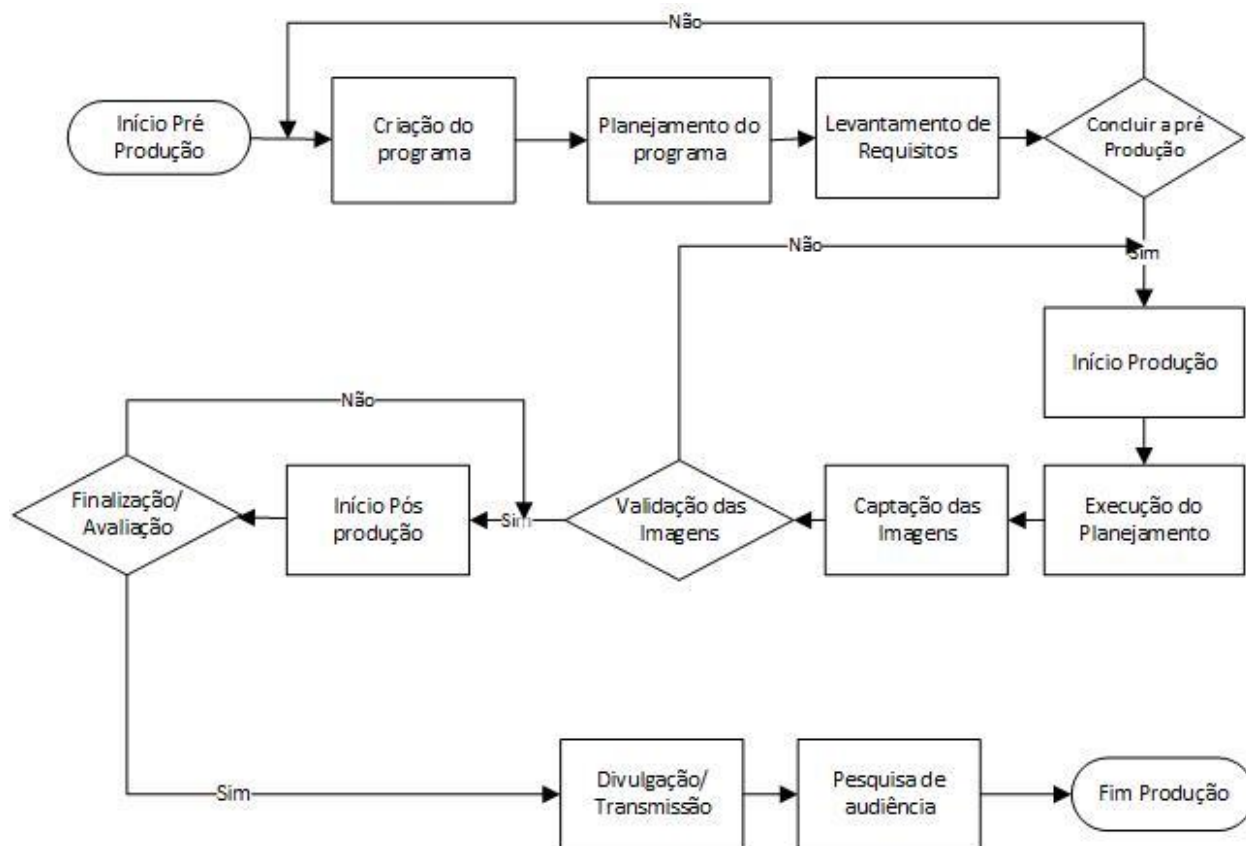 Não
Início Pré
Produção
Criação do
programa
Planejamento do
programa
Levantamento de
Requisitos
Concluir a pré
Produção
Não
Sim
Início Produção
Não
Finalização/
Avaliação
Início Pós
produção
Sim
Validação das
Imagens
Captação das
Imagens
Execução do
Planejamento
Sim
Divulgação/
Transmissão
Pesquisa de
audiência
Fim Produção